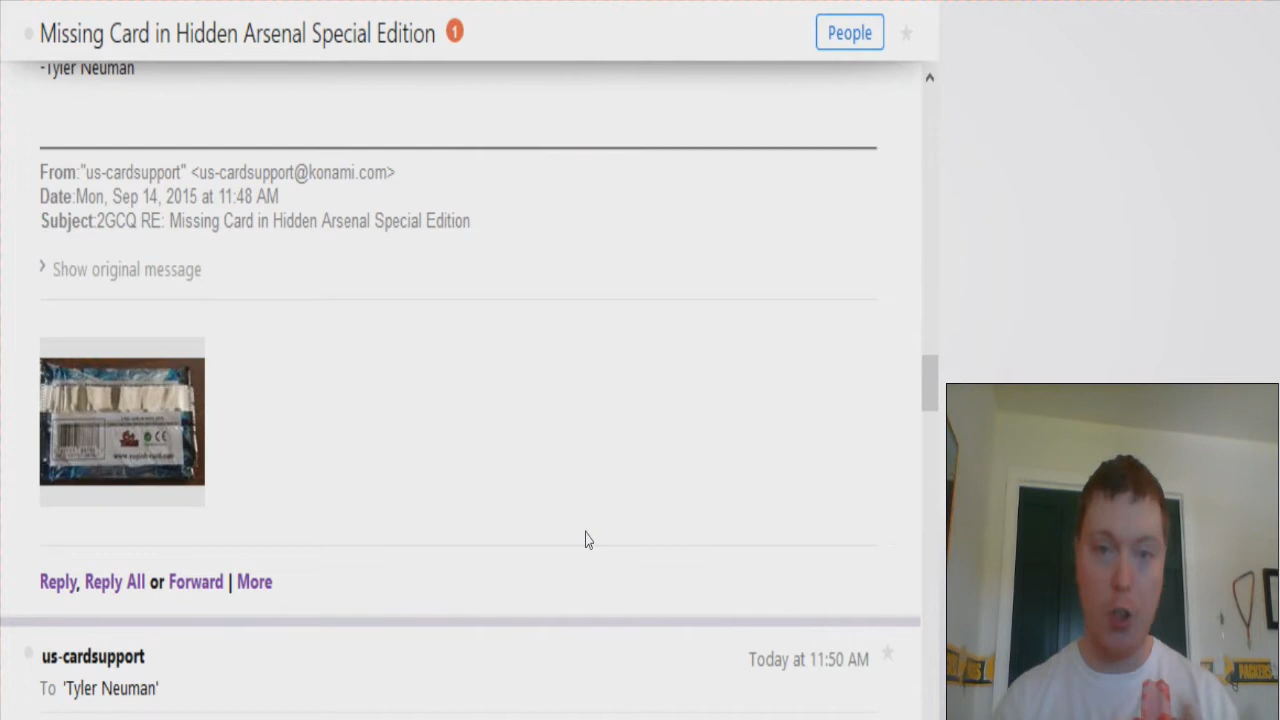 Missing Card in Hidden Arsenal Special Edition 1
People
-Tyler Neuman
From:"us-cardsupport" <us-cardsupport@konami.com>
Date:Mon, Sep 14, 2015 at 11:48 AM
Subject:2GCQ RE: Missing Card in Hidden Arsenal Special Edition
Show original message
Reply, Reply All or Forward | More
us-cardsupport
Today at 11:50 AM
To 'Tyler Neuman'
PACKERS